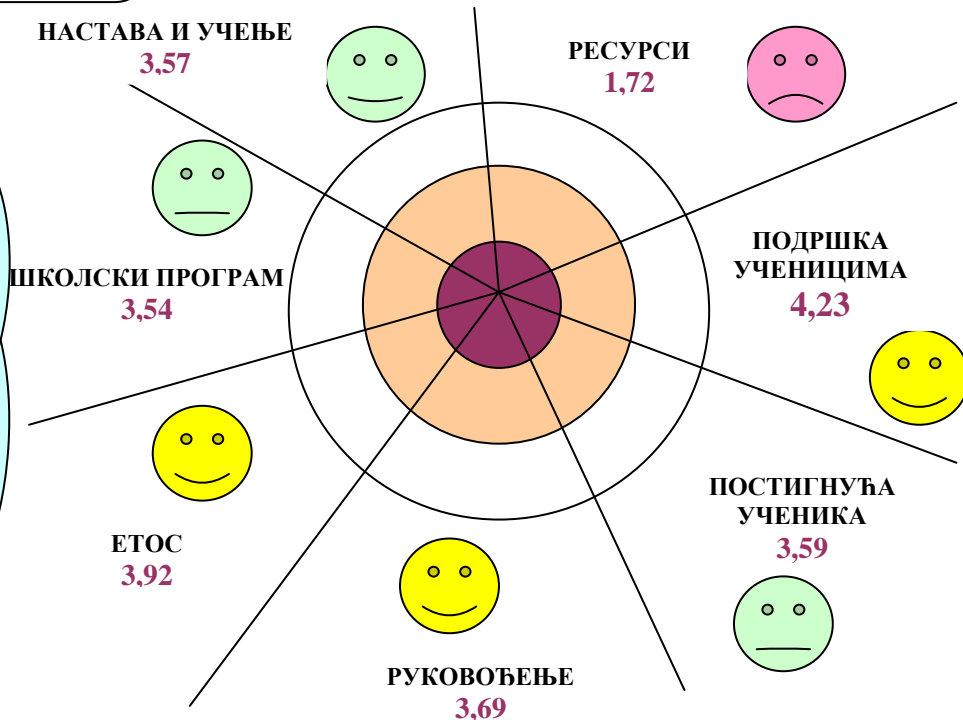 НАСТАВА И УЧЕЊЕ
3,57
РЕСУРСИ
1,72
ШКОЛСКИ ПРОГРАМ
3,54
ПОДРШКА
УЧЕНИЦИМА
4,23
ЕТОС
3,92
ПОСТИГНУЋА
УЧЕНИКА
3,59
РУКОВОЂЕЊЕ
3,69